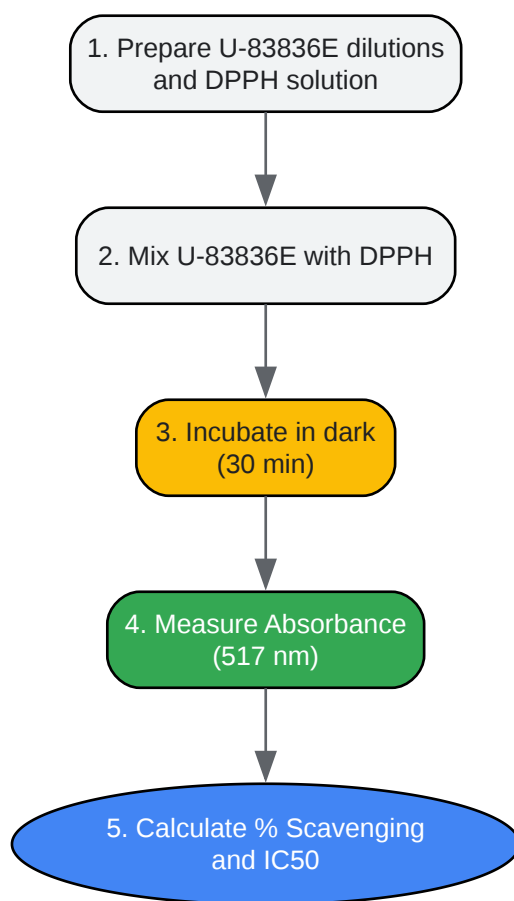 1. Prepare U-83836E dilutions
and DPPH solution
2. Mix U-83836E with DPPH
3. Incubate in dark
(30 min)
4. Measure Absorbance
(517 nm)
5. Calculate % Scavenging
and IC50